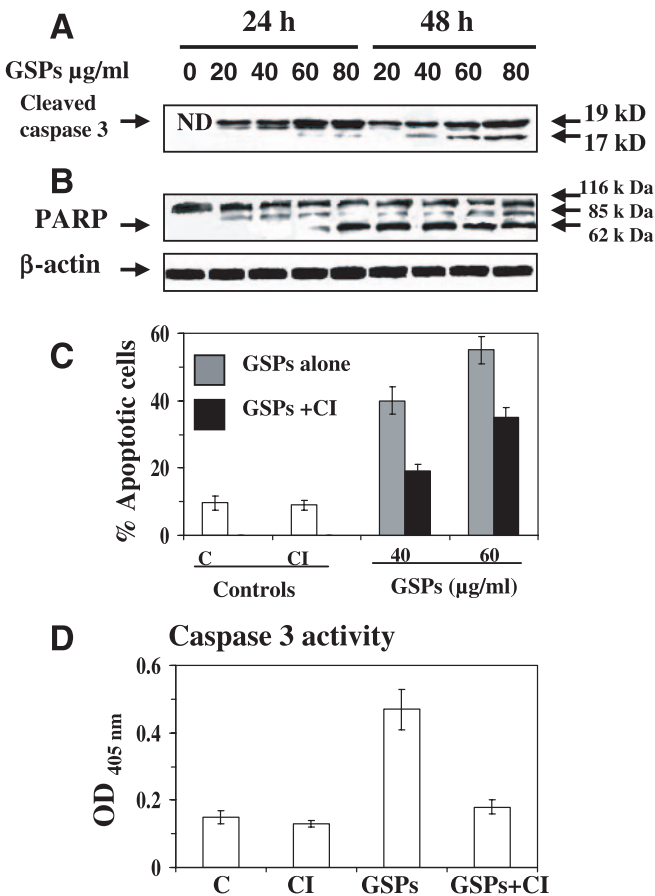 A
24 h
48 h
GSPs µg/ml
0 20 40 60 80 20 40 60 80
Cleaved
caspase 3
ND
19 kD
17 kD
B
PARP
116 k Da
85 k Da
62 k Da
β-actin
C
% Apoptotic cells
60
40
20
0
GSPs alone
GSPs +CI
C
CI
40
60
Controls
GSPs (µg/ml)
D
Caspase 3 activity
OD 405 nm
0.6
0.4
0.2
0
C
CI
GSPs
GSPs+CI